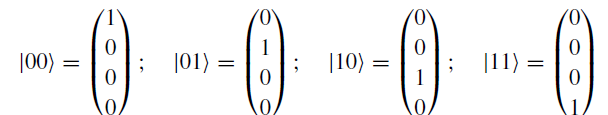 |00⟩ = (1 0 0 0) ; |01⟩ = (0 1 0 0) ; |10⟩ = (0 0 1 0) ; |11⟩ = (0 0 0 1)